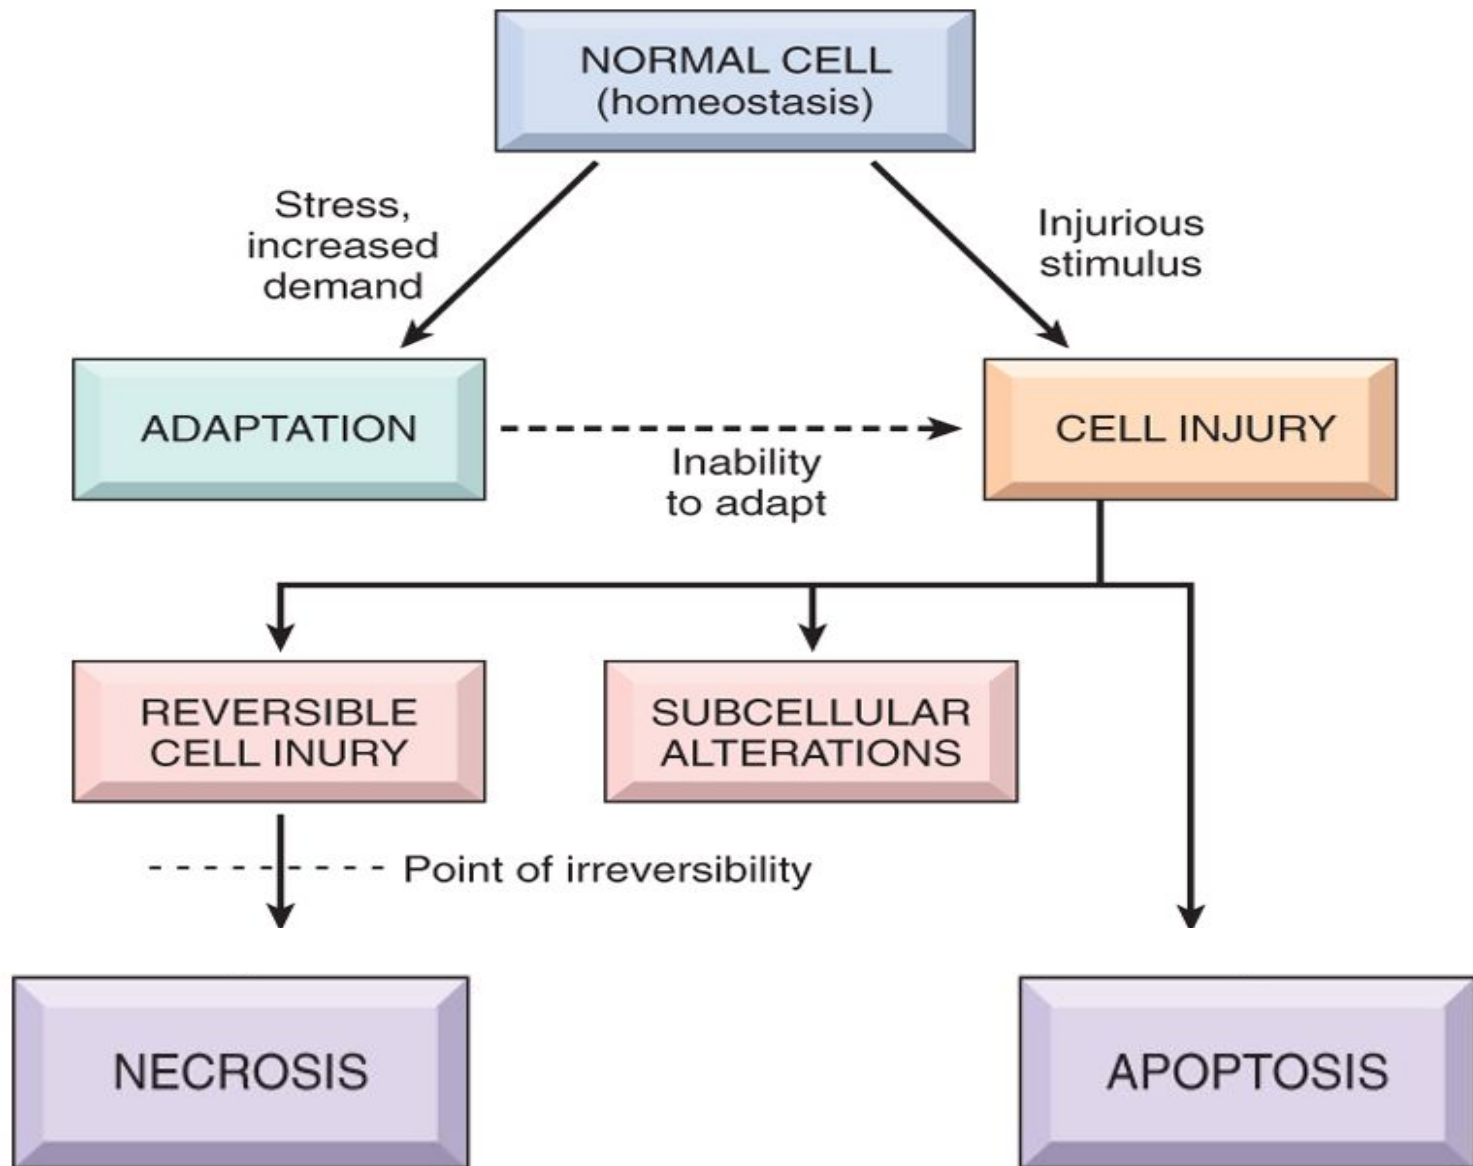 NORMAL CELL
(homeostasis)
Stress,
increased
demand
Injurious
stimulus
ADAPTATION
Inability
to adapt
CELL INJURY
REVERSIBLE
CELL INURY
SUBCELLULAR
ALTERATIONS
Point of irreversibility
NECROSIS
APOPTOSIS